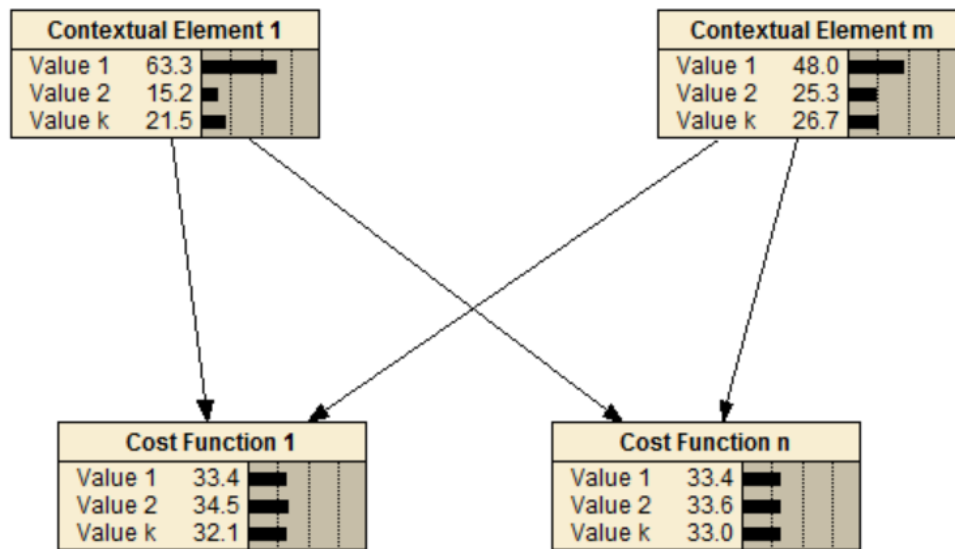 Contextual Element 1
Value 1 63.3
Value 2 15.2
Value k 21.5
Contextual Element m
Value 1 48.0
Value 2 25.3
Value k 26.7
Cost Function 1
Value 1 33.4
Value 2 34.5
Value k 32.1
Cost Function n
Value 1 33.4
Value 2 33.6
Value k 33.0